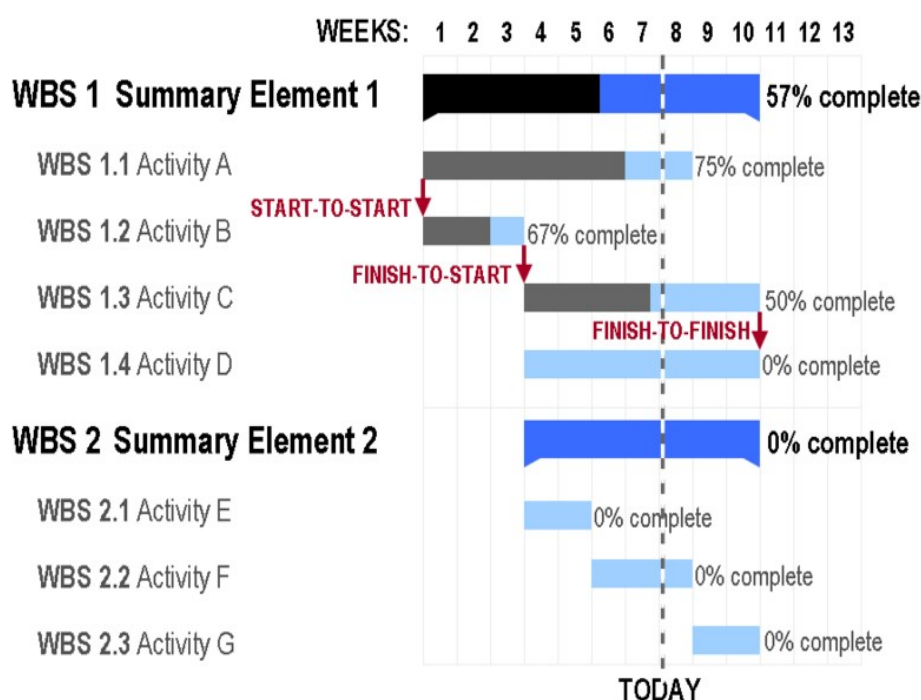 WEEKS: 1 2 3 4 5 6 7 8 9 10 11 12 13
WBS 1 Summary Element 1 57% complete
WBS 1.1 Activity A 75% complete
START-TO-START
WBS 1.2 Activity B 67% complete
FINISH-TO-START
WBS 1.3 Activity C 50% complete
FINISH-TO-FINISH
WBS 1.4 Activity D 0% complete
WBS 2 Summary Element 2 0% complete
WBS 2.1 Activity E 0% complete
WBS 2.2 Activity F 0% complete
WBS 2.3 Activity G 0% complete
TODAY